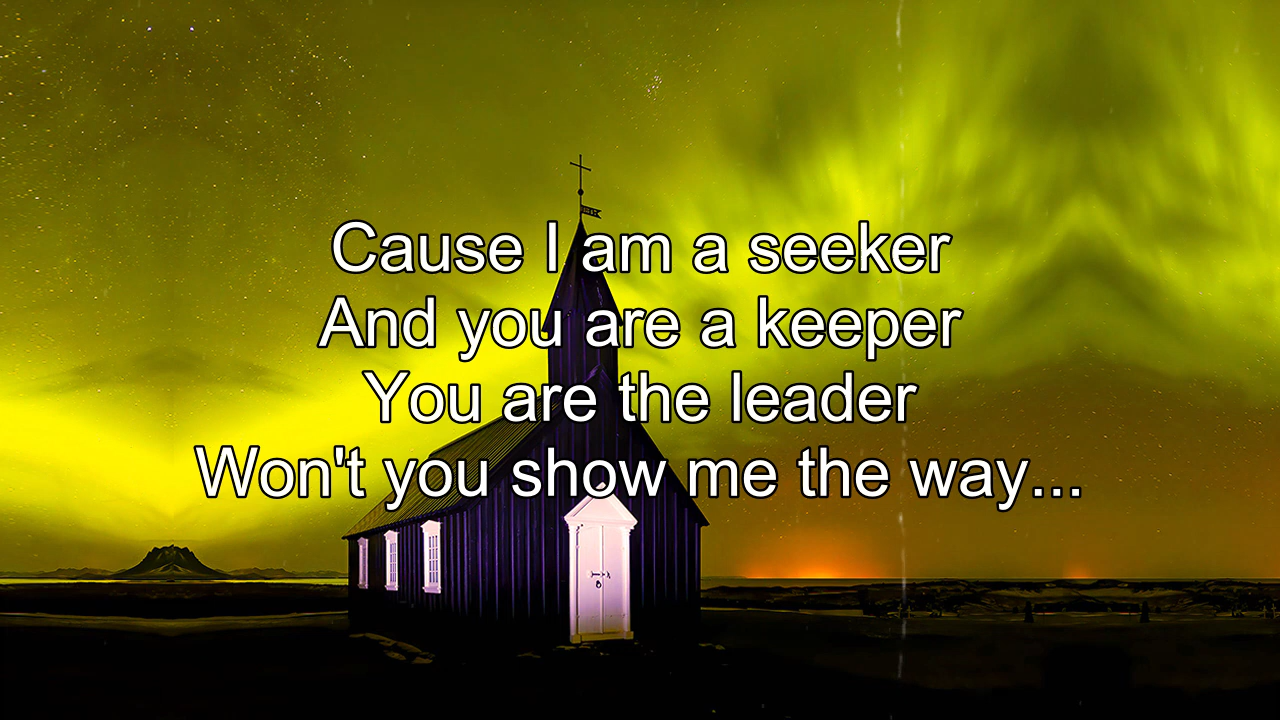 Cause I am a seeker
And you are a keeper
You are the leader
Won't you show me the way...